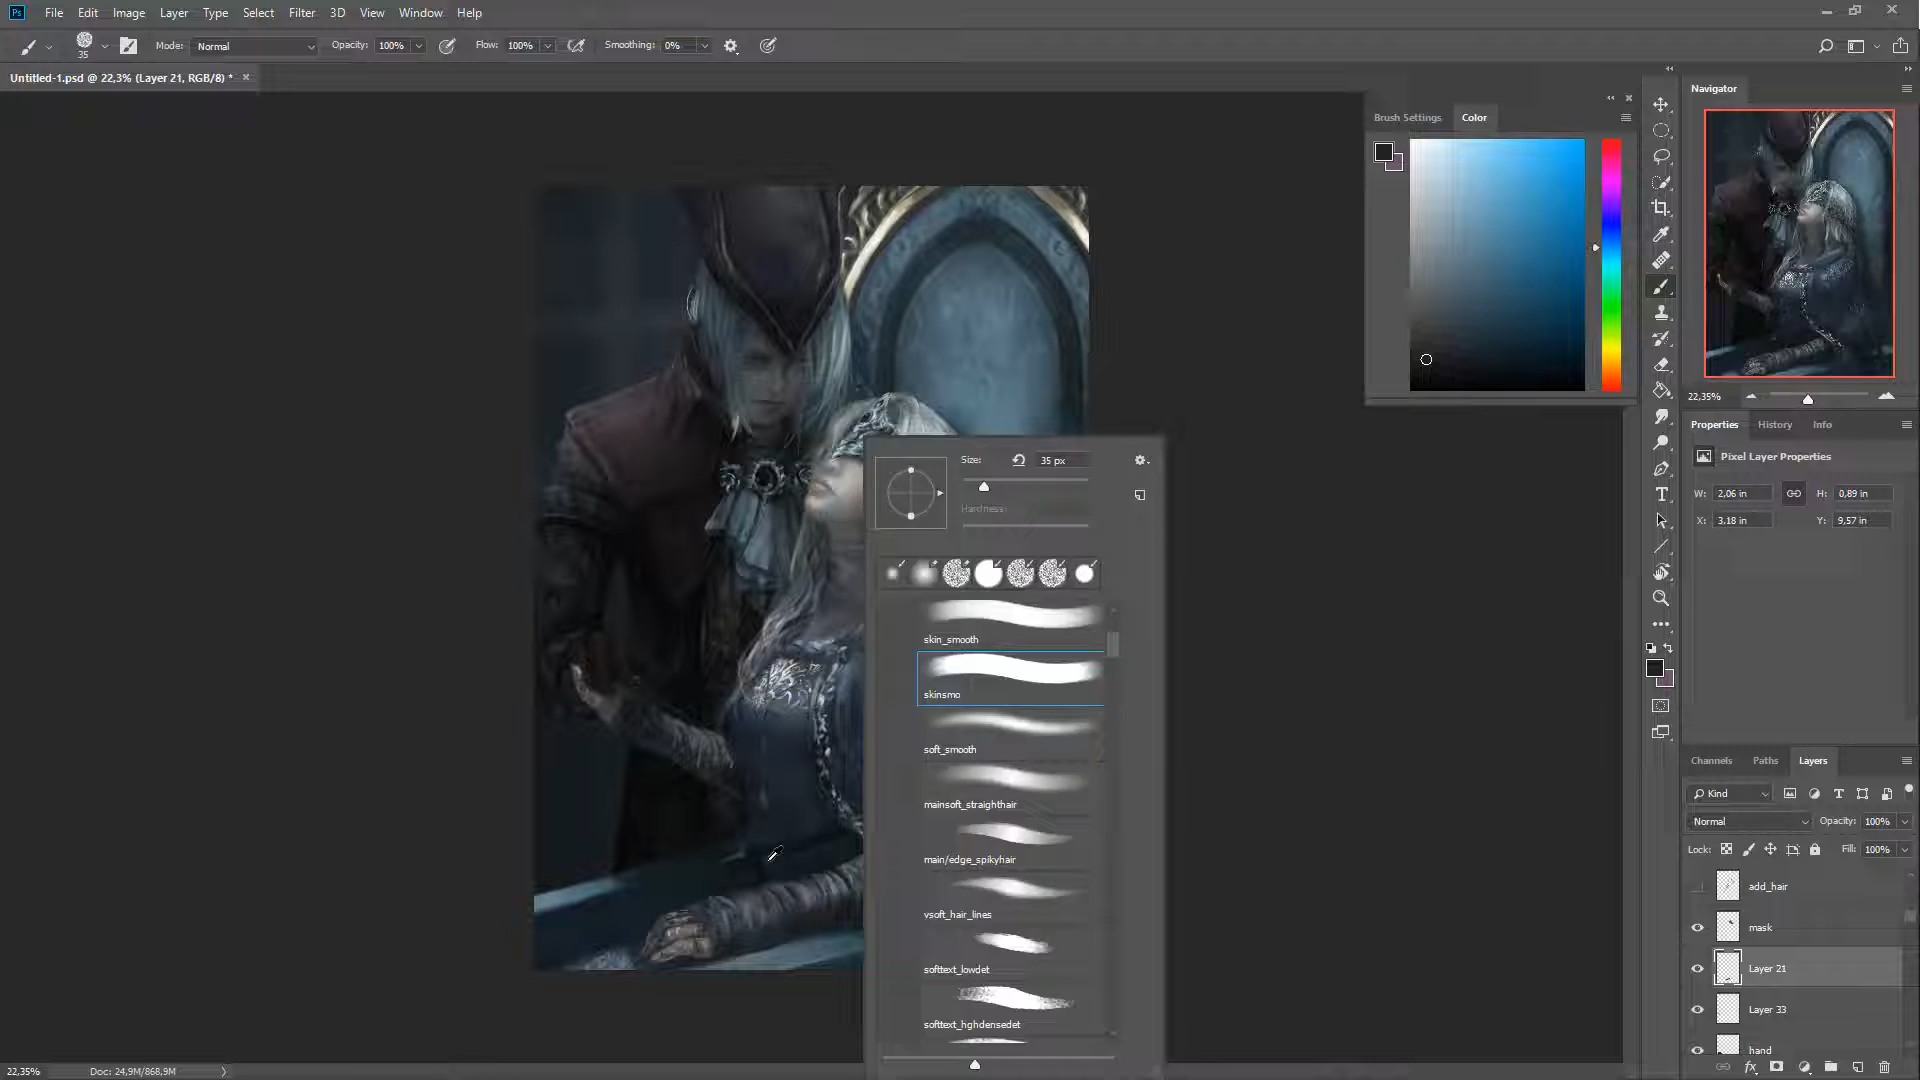 File Edit Image Layer Type Select Filter 3D View Window Help
35 Mode: Normal Opacity: 100% Flow: 100% Smoothing: 0%
Untitled-1.psd @ 22,3% (Layer 21, RGB/8) *
Navigator
Brush Settings Color
22,35%
Properties History Info
Pixel Layer Properties
W: 2,06 in H: 0,89 in
X: 3,18 in Y: 9,57 in
Size: 35 px
Hardness:
skin_smooth
skinsmo
soft_smooth
mainsoft_straighthair
main/edge_spikyhair
vsoft_hair_lines
softtext_lowdet
softtext_hghdensedet
Channels Paths Layers
Kind
Normal Opacity: 100%
Lock: Fill: 100%
add_hair
mask
Layer 21
Layer 33
hand
22,35% Doc: 24,9M/868,9M